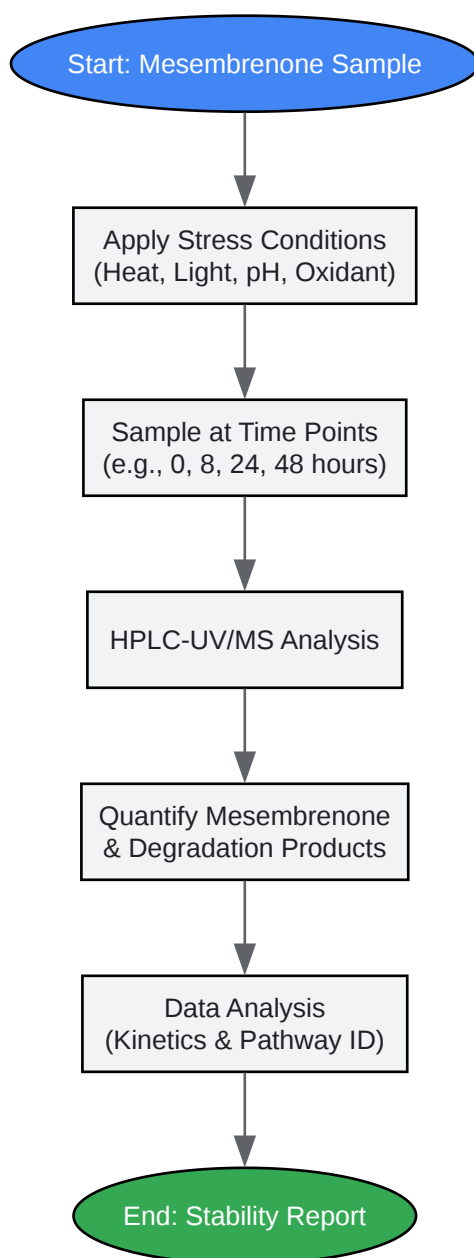 Start: Mesembrenone Sample
Apply Stress Conditions
(Heat, Light, pH, Oxidant)
Sample at Time Points
(e.g., 0, 8, 24, 48 hours)
HPLC-UV/MS Analysis
Quantify Mesembrenone
& Degradation Products
Data Analysis
(Kinetics & Pathway ID)
End: Stability Report